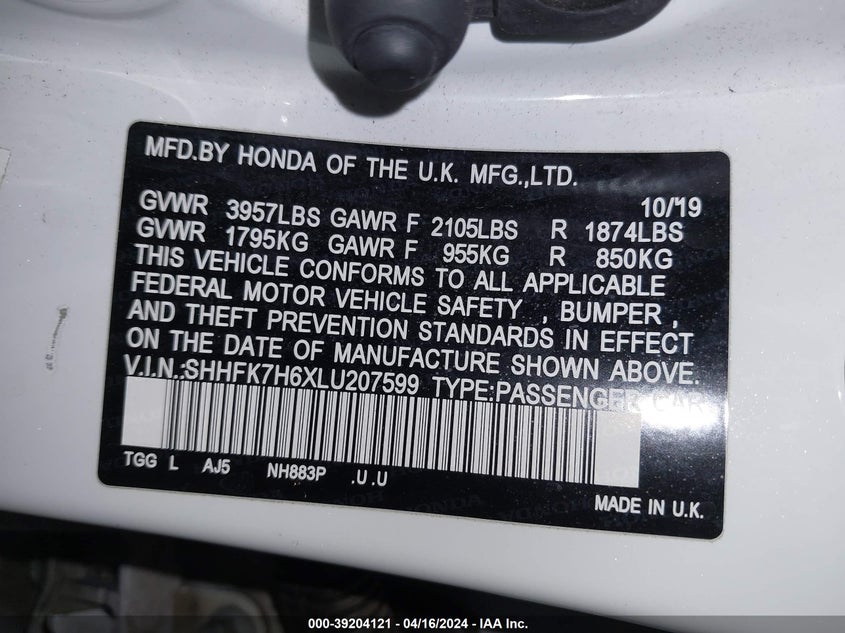 MFD.BY HONDA OF THE U.K. MFG.,LTD.
10/19
GVWR 3957LBS GAWR F 2105LBS R 1874LBS
GVWR 1795KG GAWR F 955KG R 850KG
THIS VEHICLE CONFORMS TO ALL APPLICABLE
FEDERAL MOTOR VEHICLE SAFETY , BUMPER ,
AND THEFT PREVENTION STANDARDS IN EFFECT
ON THE DATE OF MANUFACTURE SHOWN ABOVE.
V.I.N.:SHHFK7H6XLU207599 TYPE:PASSENGER CAR
TGG L AJ5 NH883P .U .U
MADE IN U.K.
000-39204121 - 04/16/2024 - IAA Inc.